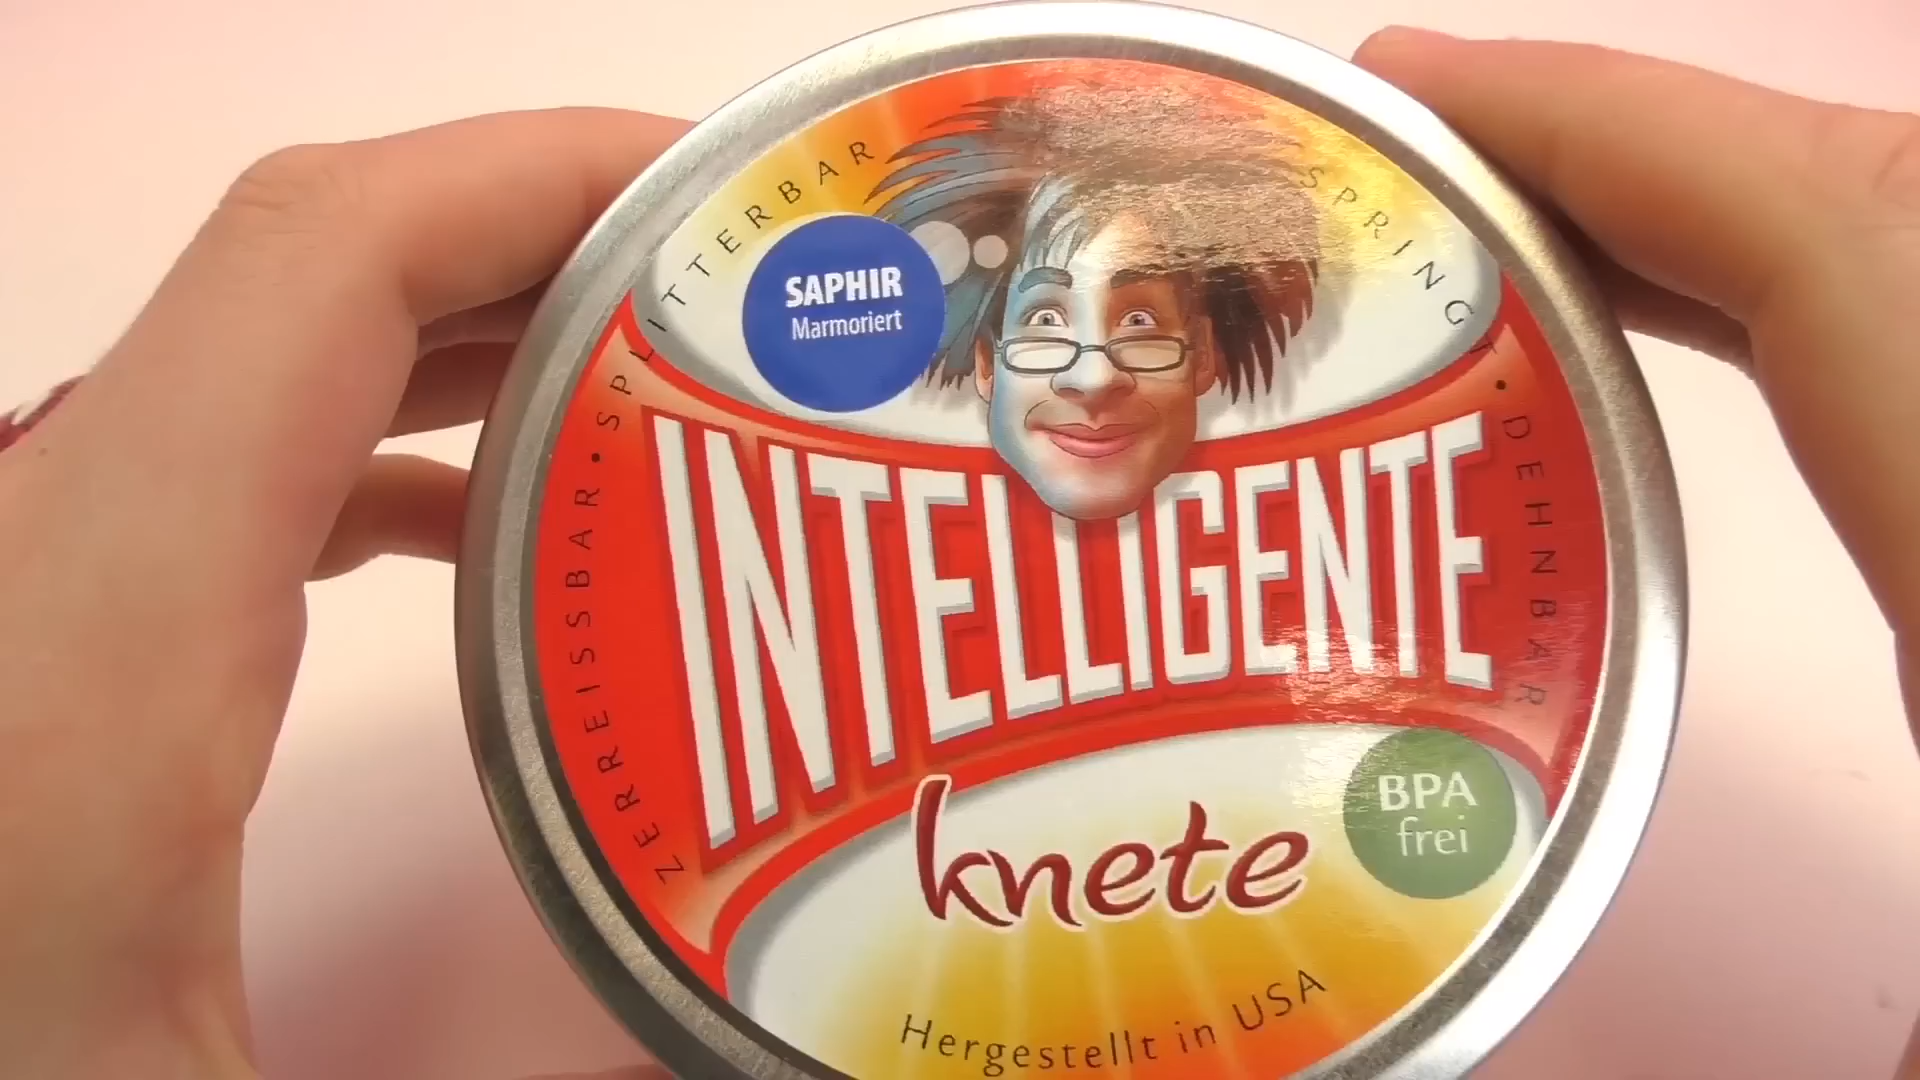 ZERREISSBAR • SPLITTERBAR
SPRINGT • DEHNBAR
SAPHIR
Marmoriert
INTELLIGENTE
knete
BPA
frei
Hergestellt in USA